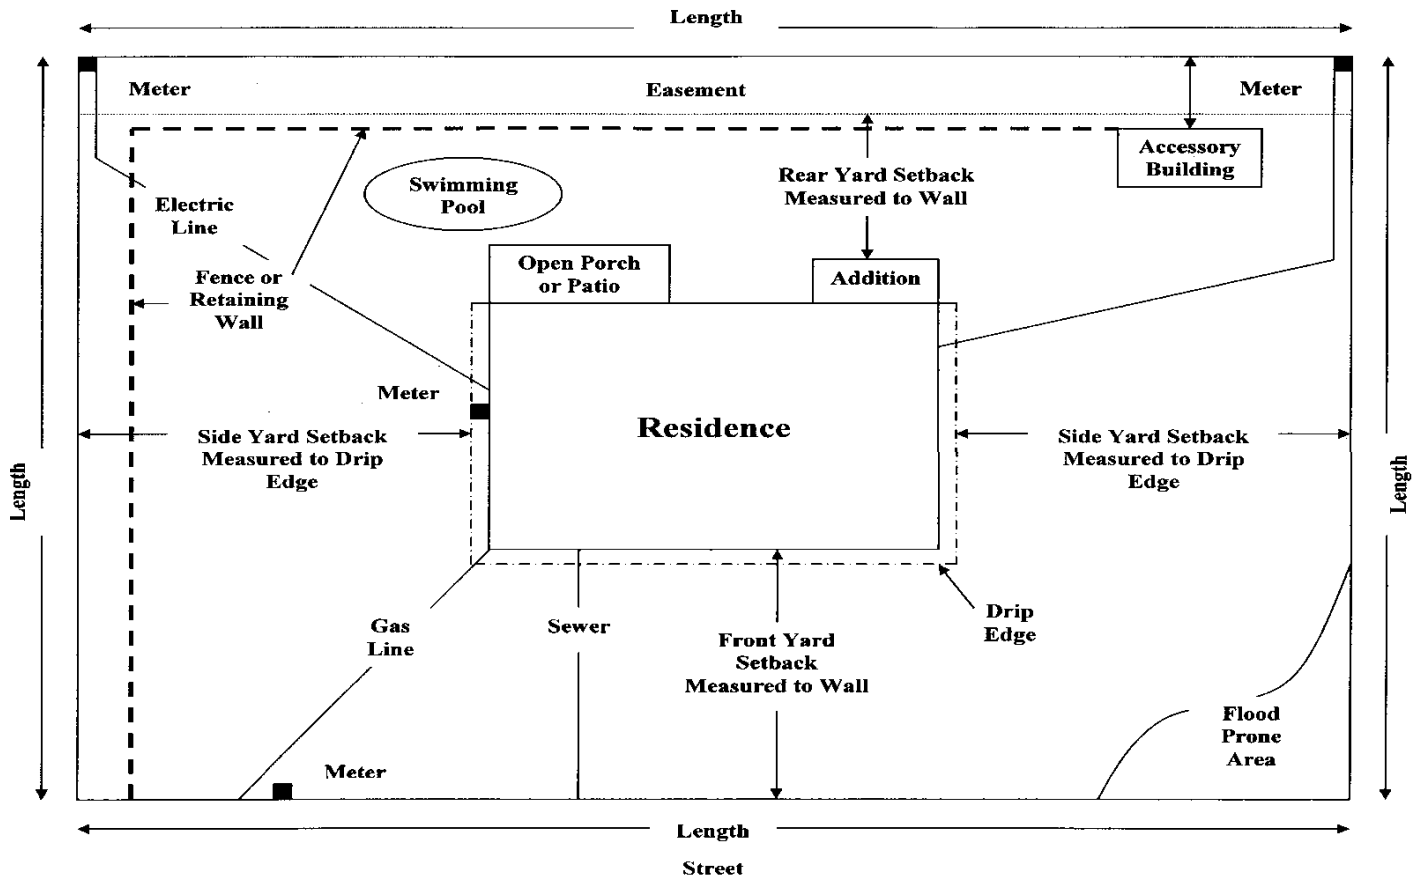 Length
Meter
Easement
Meter
Accessory
Building
Rear Yard Setback
Measured to Wall
Swimming
Pool
Electric
Line
Open Porch
or Patio
Addition
Fence or
Retaining
Wall
Meter
Residence
Side Yard Setback
Measured to Drip
Edge
Side Yard Setback
Measured to Drip
Edge
Length
Length
Gas
Line
Sewer
Front Yard
Setback
Measured to Wall
Drip
Edge
Flood
Prone
Area
Meter
Length
Street